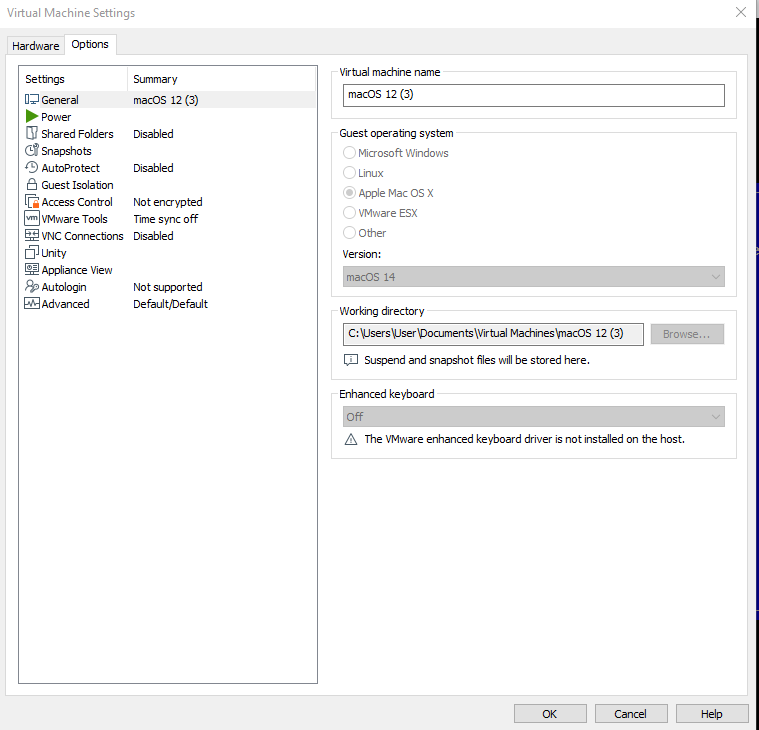 Virtual Machine Settings
Hardware Options
Settings Summary
General macOS 12 (3)
Power
Shared Folders Disabled
Snapshots
AutoProtect Disabled
Guest Isolation
Access Control Not encrypted
vm VMware Tools Time sync off
VNC Connections Disabled
Unity
Appliance View
Autologin Not supported
Advanced Default/Default
Virtual machine name
macOS 12 (3)
Guest operating system
Microsoft Windows
Linux
Apple Mac OS X
VMware ESX
Other
Version:
macOS 14
Working directory
C:\Users\User\Documents\Virtual Machines\macOS 12 (3) Browse...
Suspend and snapshot files will be stored here.
Enhanced keyboard
Off
The VMware enhanced keyboard driver is not installed on the host.
OK Cancel Help